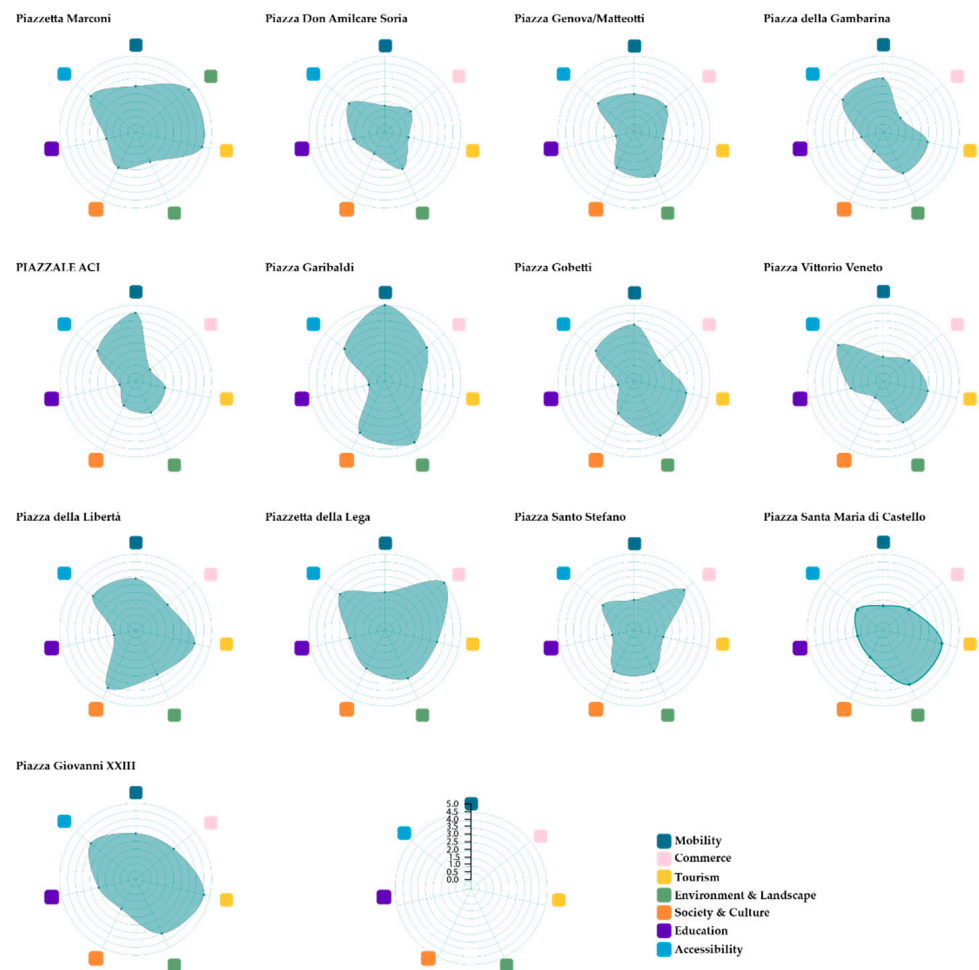 Piazzetta Marconi
Piazza Don Amilcare Soria
Piazza Genova/Matteotti
Piazza della Gambarina
PIAZZALE ACI
Piazza Garibaldi
Piazza Gobetti
Piazza Vittorio Veneto
Piazza della Libertà
Piazzetta della Lega
Piazza Santo Stefano
Piazza Santa Maria di Castello
Piazza Giovanni XXIII
5.0
4.5
4.0
3.5
3.0
2.5
2.0
1.5
1.0
0.5
0.0
Mobility
Commerce
Tourism
Environment & Landscape
Society & Culture
Education
Accessibility